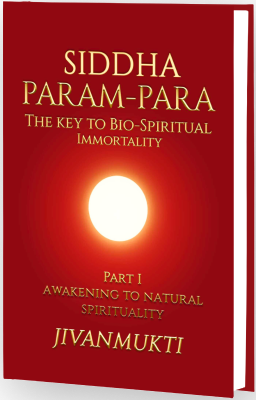 SIDDHA
PARAM-PARA
THE KEY TO BIO-SPIRITUAL
IMMORTALITY
PART I
AWAKENING TO NATURAL
SPIRITUALITY
JIVANMUKTI